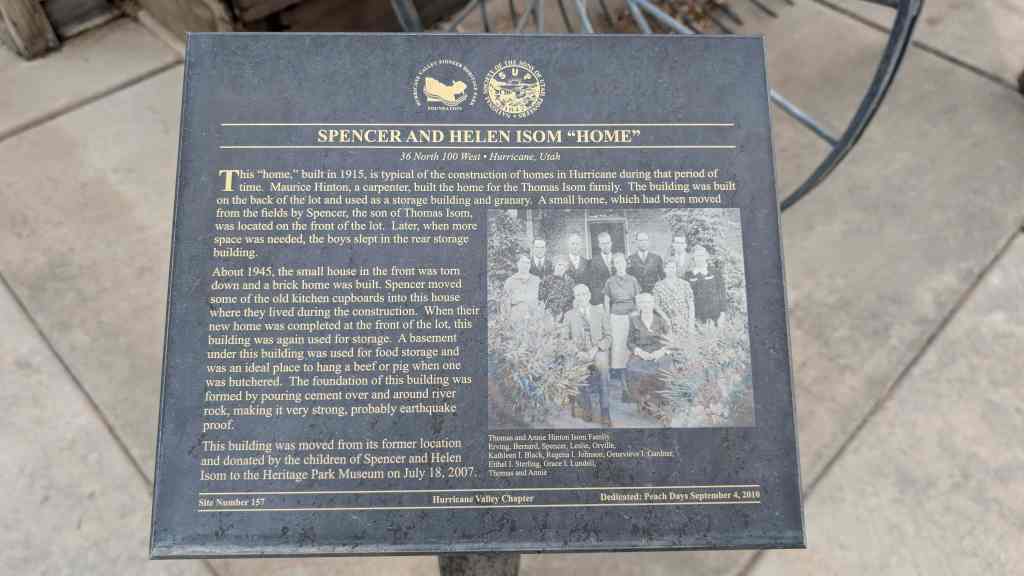 HURRICANE VALLEY PIONEER HERITAGE PARK
FOUNDATION
SUP
SPENCER AND HELEN ISOM “HOME”
36 North 100 West • Hurricane, Utah
This “home,” built in 1915, is typical of the construction of homes in Hurricane during that period of
time. Maurice Hinton, a carpenter, built the home for the Thomas Isom family. The building was built
on the back of the lot and used as a storage building and granary. A small home, which had been moved
from the fields by Spencer, the son of Thomas Isom,
was located on the front of the lot. Later, when more
space was needed, the boys slept in the rear storage
building.
About 1945, the small house in the front was torn
down and a brick home was built. Spencer moved
some of the old kitchen cupboards into this house
where they lived during the construction. When their
new home was completed at the front of the lot, this
building was again used for storage. A basement
under this building was used for food storage and
was an ideal place to hang a beef or pig when one
was butchered. The foundation of this building was
formed by pouring cement over and around river
rock, making it very strong, probably earthquake
proof.
This building was moved from its former location
and donated by the children of Spencer and Helen
Isom to the Heritage Park Museum on July 18, 2007.
Thomas and Annie Hinton Isom Family
Erving, Bernard, Spencer, Leslie, Orville,
Kathleen I. Black, Rugena I. Johnson, Genevieve I. Gardner,
Ethel I. Sterling, Grace I. Lundell,
Thomas and Annie
Site Number 157
Hurricane Valley Chapter
Dedicated: Peach Days September 4, 2010